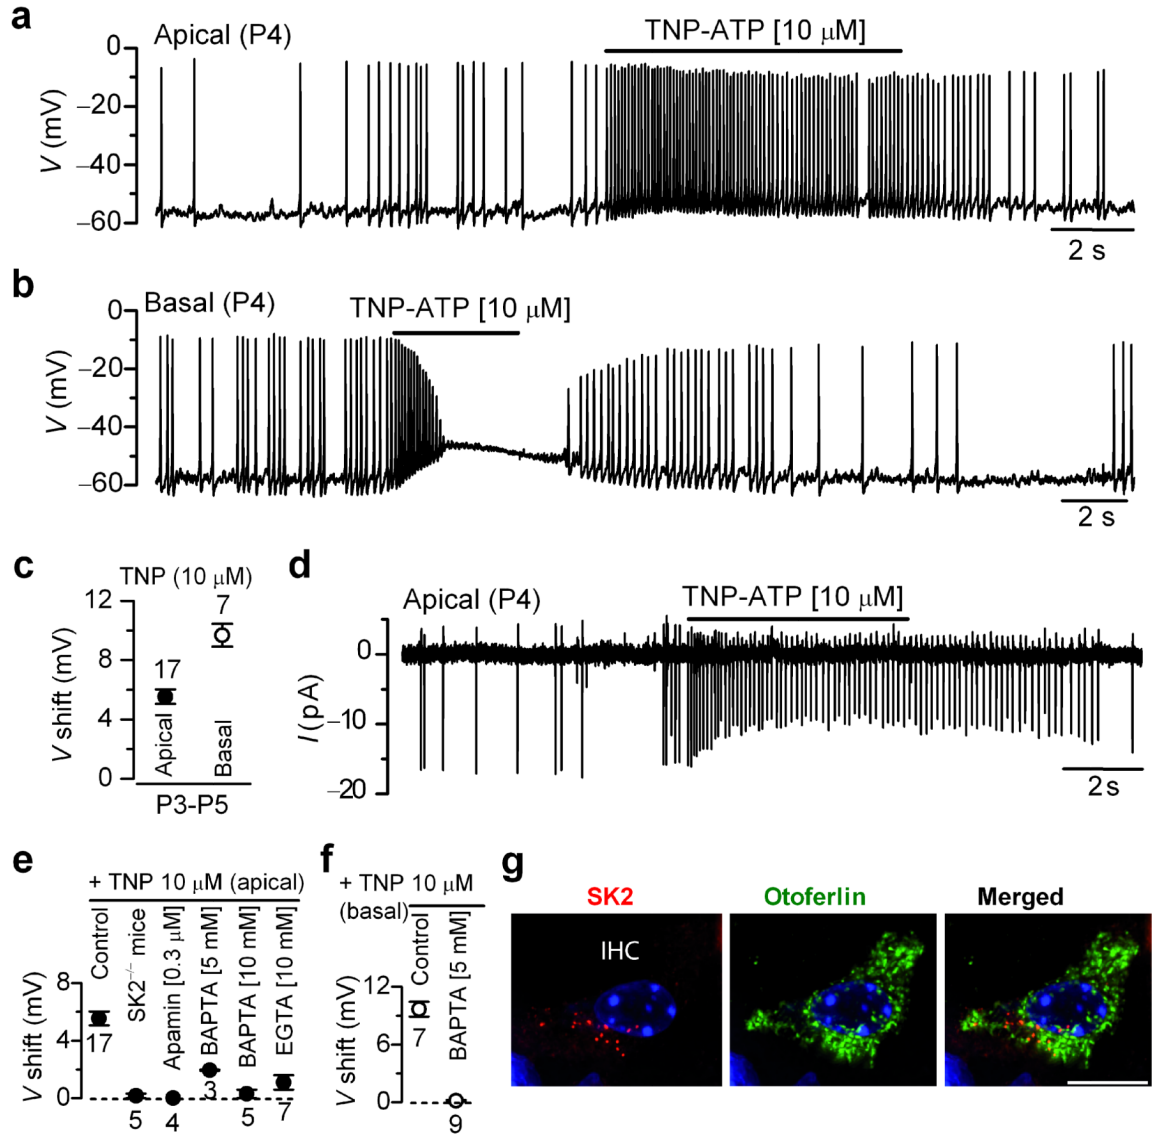 a
Apical (P4)
TNP-ATP [10 μM]
0
–20
–40
–60
V (mV)
2 s
b
Basal (P4)
TNP-ATP [10 μM]
0
–20
–40
–60
V (mV)
2 s
c
TNP (10 μM)
12
8
4
0
V shift (mV)
17
7
Apical
Basal
P3-P5
d
Apical (P4)
TNP-ATP [10 μM]
0
–10
–20
I (pA)
2s
e
+ TNP 10 μM (apical)
Control
SK2–/– mice
Apamin [0.3 μM]
BAPTA [5 mM]
BAPTA [10 mM]
EGTA [10 mM]
8
4
0
V shift (mV)
17
5
4
3
5
7
f
+ TNP 10 μM
(basal)
Control
BAPTA [5 mM]
12
6
0
V shift (mV)
7
9
g
SK2
Otoferlin
Merged
IHC